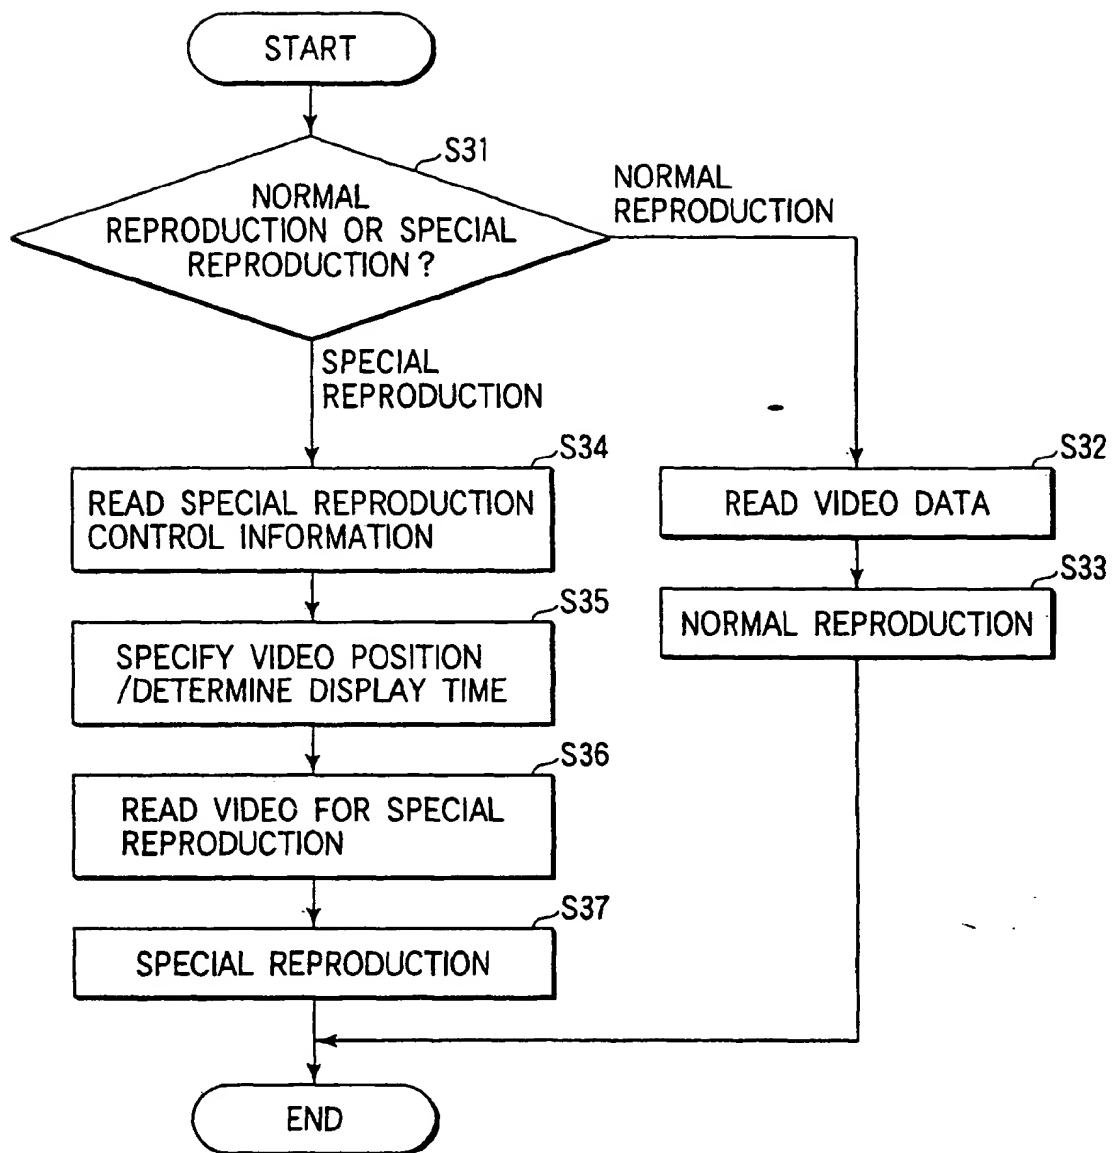 START
S31
NORMAL
REPRODUCTION OR SPECIAL
REPRODUCTION ?
NORMAL
REPRODUCTION
SPECIAL
REPRODUCTION
S34
READ SPECIAL REPRODUCTION
CONTROL INFORMATION
S35
SPECIFY VIDEO POSITION
/DETERMINE DISPLAY TIME
S36
READ VIDEO FOR SPECIAL
REPRODUCTION
S37
SPECIAL REPRODUCTION
S32
READ VIDEO DATA
S33
NORMAL REPRODUCTION
END